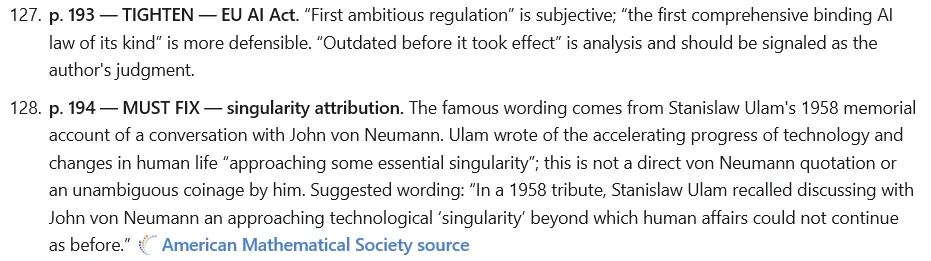 127. p. 193 — TIGHTEN — EU AI Act. “First ambitious regulation” is subjective; “the first comprehensive binding AI
law of its kind” is more defensible. “Outdated before it took effect” is analysis and should be signaled as the
author's judgment.
128. p. 194 — MUST FIX — singularity attribution. The famous wording comes from Stanislaw Ulam's 1958 memorial
account of a conversation with John von Neumann. Ulam wrote of the accelerating progress of technology and
changes in human life “approaching some essential singularity”; this is not a direct von Neumann quotation or
an unambiguous coinage by him. Suggested wording: “In a 1958 tribute, Stanislaw Ulam recalled discussing with
John von Neumann an approaching technological ‘singularity’ beyond which human affairs could not continue
as before.” American Mathematical Society source